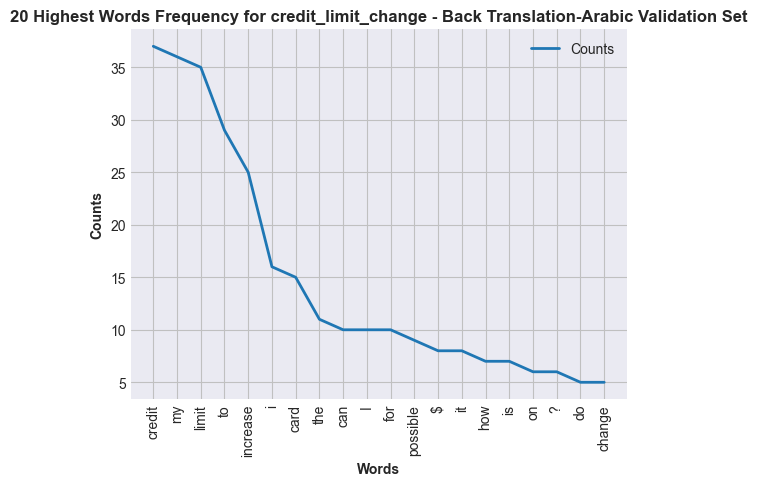 20 Highest Words Frequency for credit_limit_change - Back Translation-Arabic Validation Set
Counts
35
30
25
20
15
10
5
Counts
credit
my
limit
to
increase
i
card
the
can
I
for
possible
$
it
how
is
on
?
do
change
Words